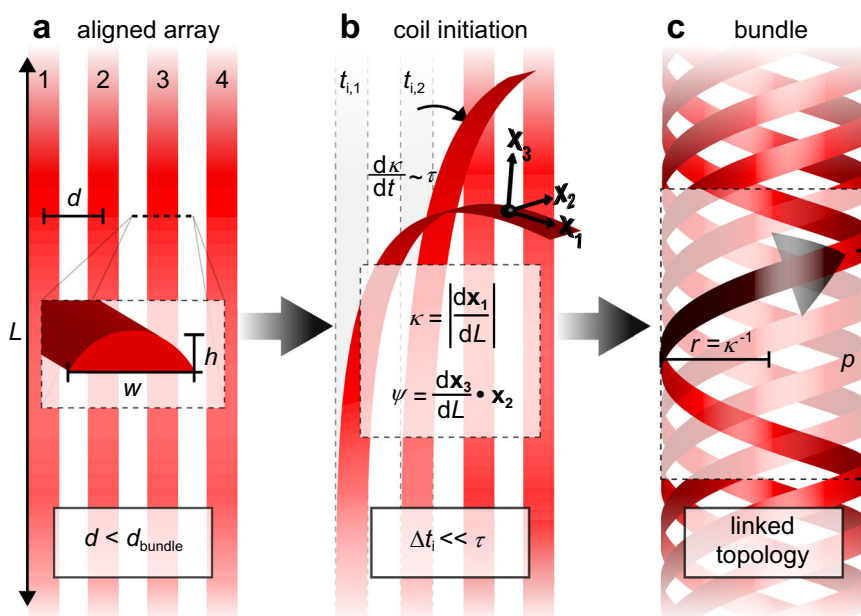 a aligned array
1 2 3 4
d
L
h
w
d < d_bundle
b coil initiation
t_i,1 t_i,2
dκ/dt ~ τ
X_3
X_2
X_1
κ = |dx_1/dL|
ψ = dx_3/dL • x_2
Δt_i << τ
c bundle
r = κ^-1
p
linked
topology